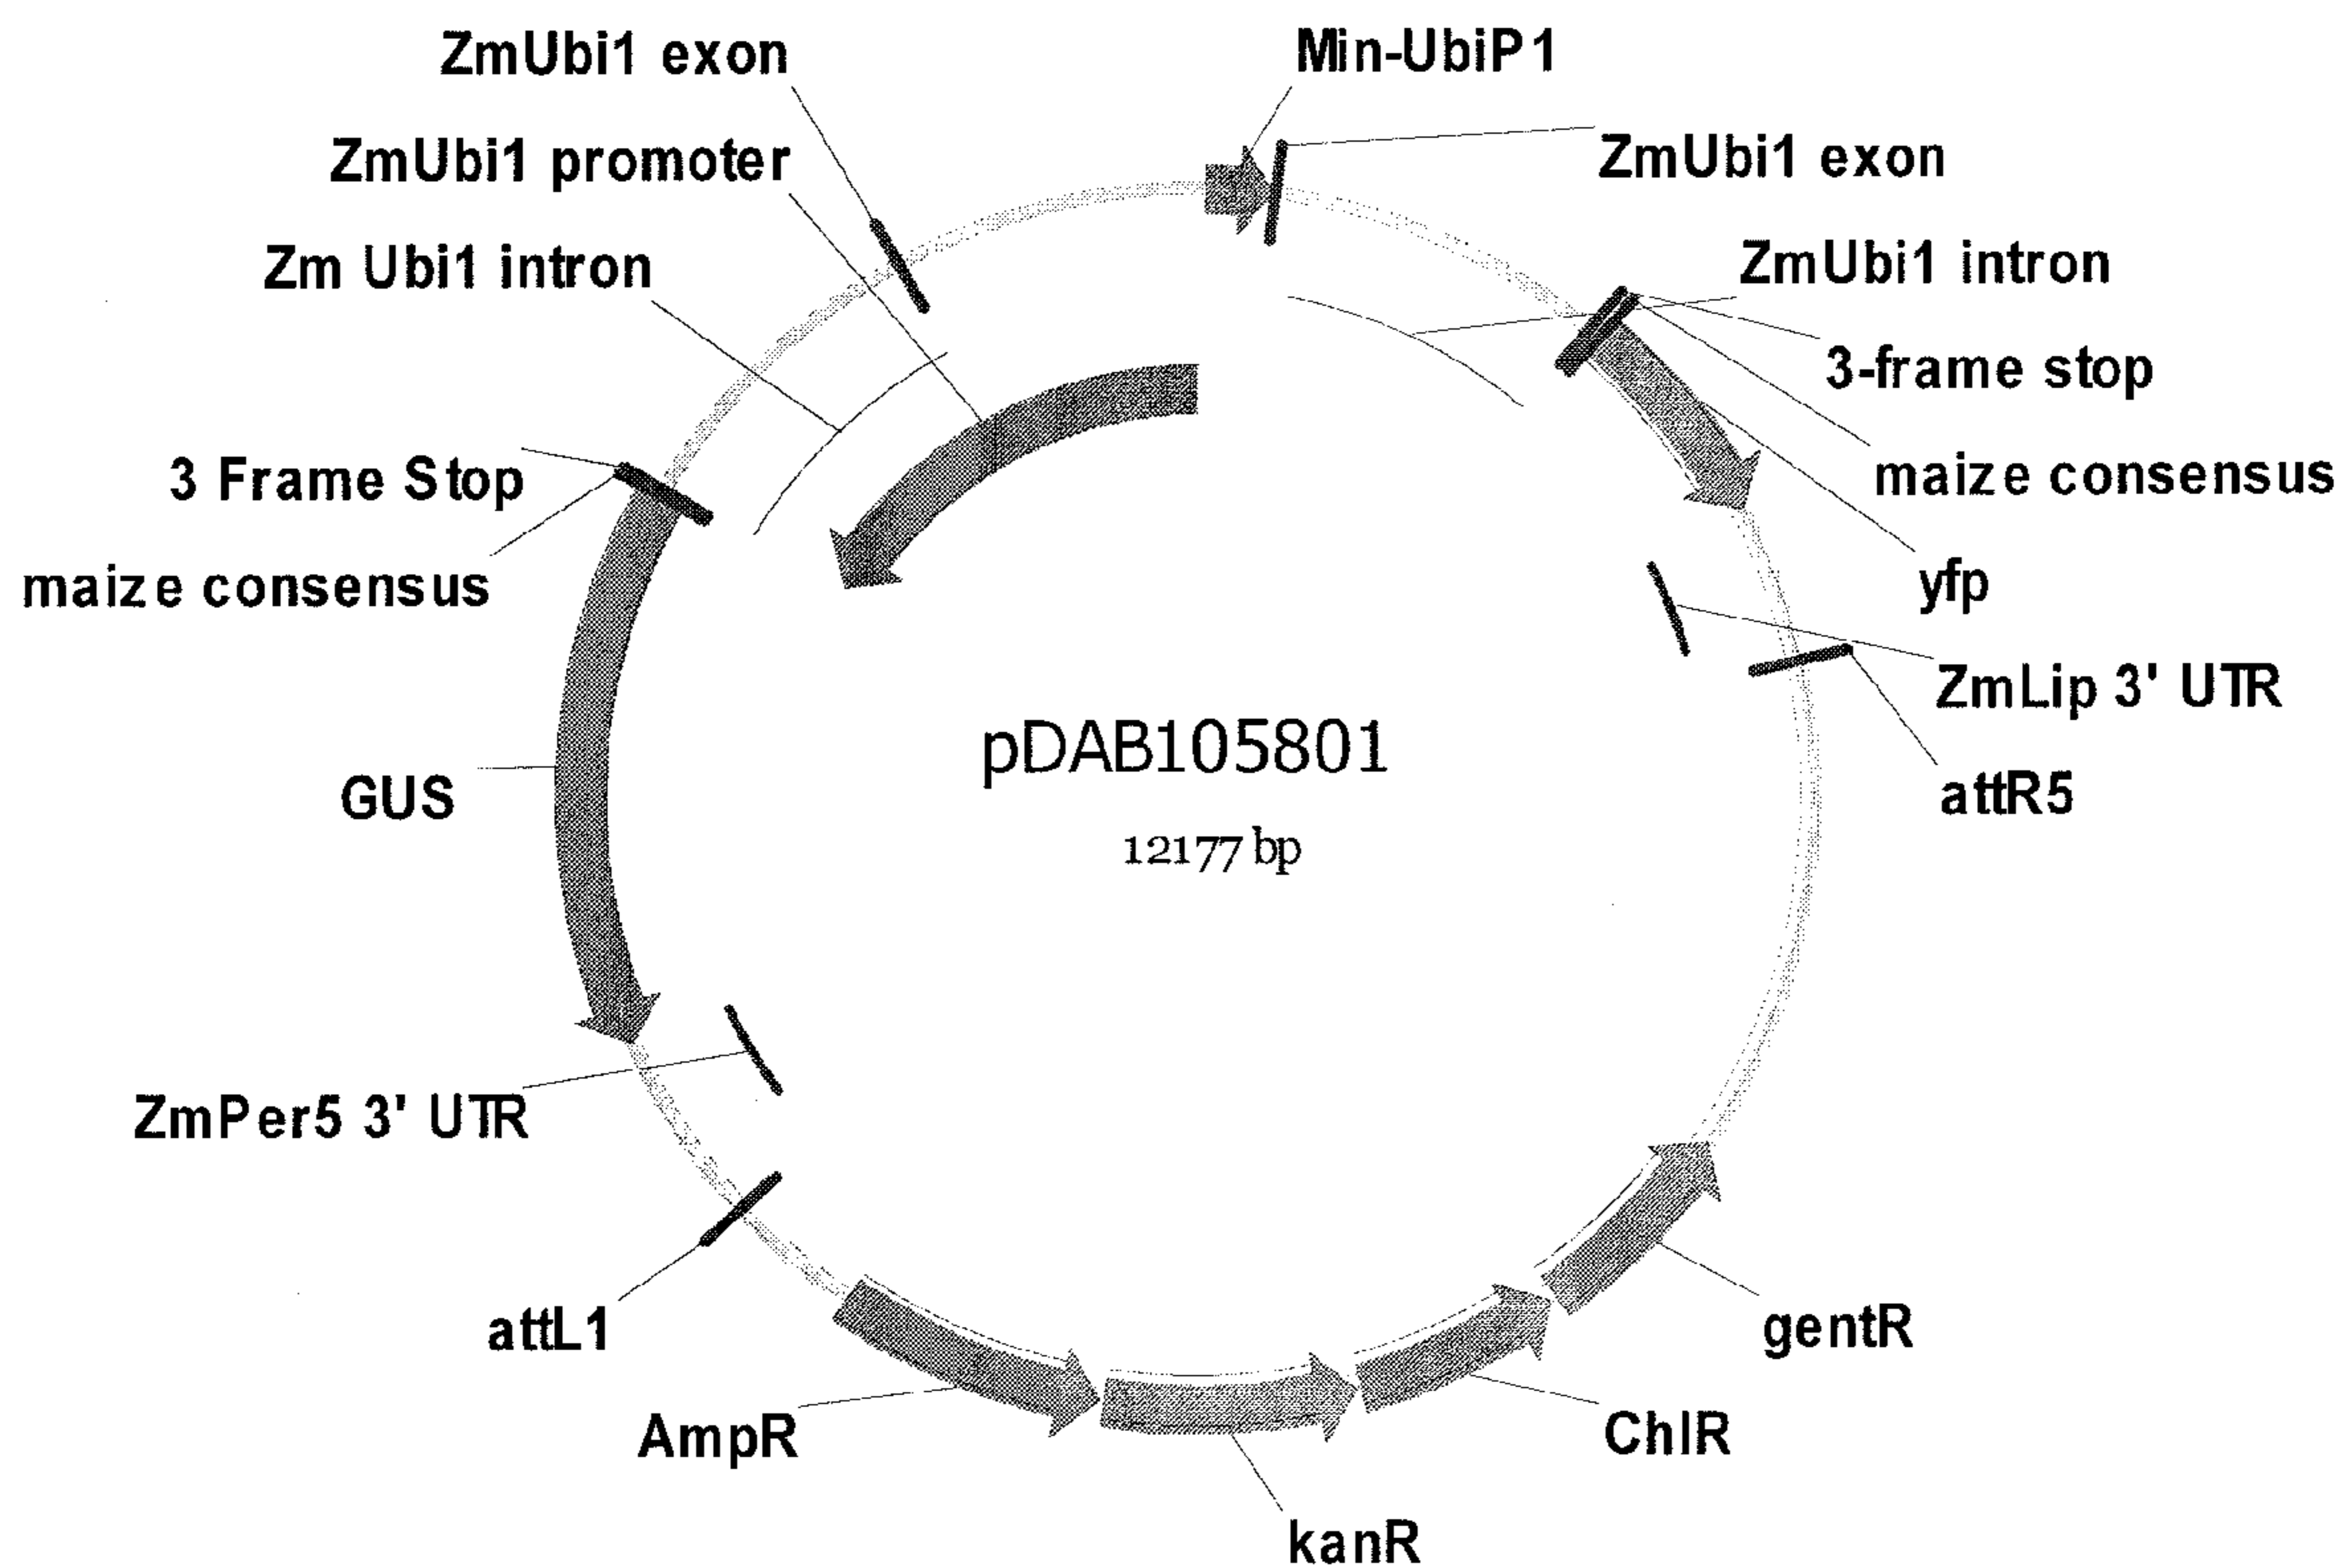 ZmUbi1 exon
Min-UbiP1
ZmUbi1 promoter
ZmUbi1 exon
Zm Ubi1 intron
ZmUbi1 intron
3-frame stop
3 Frame Stop
maize consensus
maize consensus
yfp
ZmLip 3' UTR
pDAB105801
GUS
attR5
12177 bp
ZmPer5 3' UTR
attL1
gentR
AmpR
ChlR
kanR